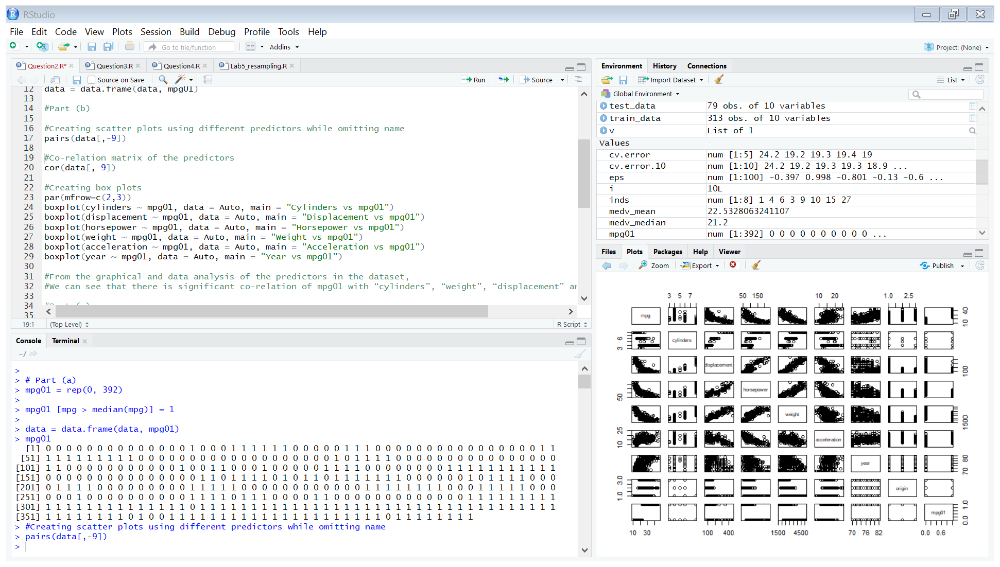 RStudio
File Edit Code View Plots Session Build Debug Profile Tools Help
Go to file/function Addins Project: (None)
Question2.R* Question3.R Question4.R Lab5_resampling.R
Source on Save Run Source
12 data = data.frame(data, mpg01)
13
14 #Part (b)
15
16 #Creating scatter plots using different predictors while omitting name
17 pairs(data[,-9])
18
19 #Co-relation matrix of the predictors
20 cor(data[,-9])
21
22 #Creating box plots
23 par(mfrow=c(2,3))
24 boxplot(cylinders ~ mpg01, data = Auto, main = "Cylinders vs mpg01")
25 boxplot(displacement ~ mpg01, data = Auto, main = "Displacement vs mpg01")
26 boxplot(horsepower ~ mpg01, data = Auto, main = "Horsepower vs mpg01")
27 boxplot(weight ~ mpg01, data = Auto, main = "Weight vs mpg01")
28 boxplot(acceleration ~ mpg01, data = Auto, main = "Acceleration vs mpg01")
29 boxplot(year ~ mpg01, data = Auto, main = "Year vs mpg01")
30
31 #From the graphical and data analysis of the predictors in the dataset,
32 #We can see that there is significant co-relation of mpg01 with “cylinders”, “weight”, “displacement”
33
34
35
19:1 (Top Level) R Script
Console Terminal
~/
>
> # Part (a)
> mpg01 = rep(0, 392)
>
> mpg01 [mpg > median(mpg)] = 1
>
> data = data.frame(data, mpg01)
> mpg01
[1] 0 0 0 0 0 0 0 0 0 0 0 0 0 0 1 0 0 0 1 1 1 1 1 1 0 0 0 0 0 1 1 1 0 0 0 0 0 0 0 0 0 0 0 0 0 0 0 0 1 1
[51] 1 1 1 1 1 1 1 1 1 0 0 0 0 0 0 0 0 0 0 0 0 0 0 0 0 0 0 0 1 0 1 1 1 1 0 0 0 0 0 0 0 0 0 0 0 0 0 0 0 0
[101] 1 1 0 0 0 0 0 0 0 0 0 0 0 1 0 0 1 1 0 0 0 1 0 0 0 0 0 1 1 1 1 0 0 0 0 0 0 0 0 1 1 1 1 1 1 1 1 1 1 1
[151] 0 0 0 0 0 0 0 0 0 0 0 0 0 0 0 1 1 0 1 1 1 1 0 1 0 1 1 0 1 1 1 1 1 1 1 0 0 0 0 0 0 1 0 1 1 1 1 0 0 0
[201] 0 1 1 1 1 0 0 0 0 0 0 0 0 0 1 1 1 1 1 0 0 0 0 0 0 0 0 0 0 0 0 1 1 1 1 1 1 1 1 0 0 0 1 1 1 1 1 0 0 0
[251] 0 0 0 1 0 0 0 0 0 0 0 0 0 0 1 1 1 1 0 1 1 1 0 0 0 0 1 1 0 0 0 0 0 0 0 0 0 0 0 0 0 1 1 1 1 1 1 1 1 1
[301] 1 1 1 1 1 1 1 1 1 1 1 1 1 1 0 1 1 1 1 1 1 1 1 1 1 1 1 1 1 1 1 1 1 1 1 1 1 1 1 1 1 1 1 1 1 1 1 1 1 1
[351] 1 1 1 1 1 1 1 1 0 1 0 0 1 1 1 1 1 1 1 1 1 1 1 1 1 1 1 1 1 1 1 1 1 0 1 1 1 1 1 1 1 1
> #Creating scatter plots using different predictors while omitting name
> pairs(data[,-9])
>
Environment History Connections
Import Dataset List
Global Environment
test_data 79 obs. of 10 variables
train_data 313 obs. of 10 variables
v List of 1
Values
cv.error num [1:5] 24.2 19.2 19.3 19.4 19
cv.error.10 num [1:10] 24.2 19.2 19.3 19.3 18.9 ...
eps num [1:100] -0.397 0.998 -0.801 -0.13 -0.6 ...
i 10L
inds num [1:8] 1 4 6 3 9 10 15 27
medv_mean 22.5328063241107
medv_median 21.2
mpg01 num [1:392] 0 0 0 0 0 0 0 0 0 0 ...
Files Plots Packages Help Viewer
Zoom Export Publish
3 5 7 50 150 10 20 1.0 2.5
mpg 10 40
3 6 cylinders
displacement 100
50 horsepower
weight 1500
10 25 acceleration
year 70 80
1.0 3.0 origin
mpg01 0.0 1.0
10 30 100 400 1500 4500 70 76 82 0.0 0.6